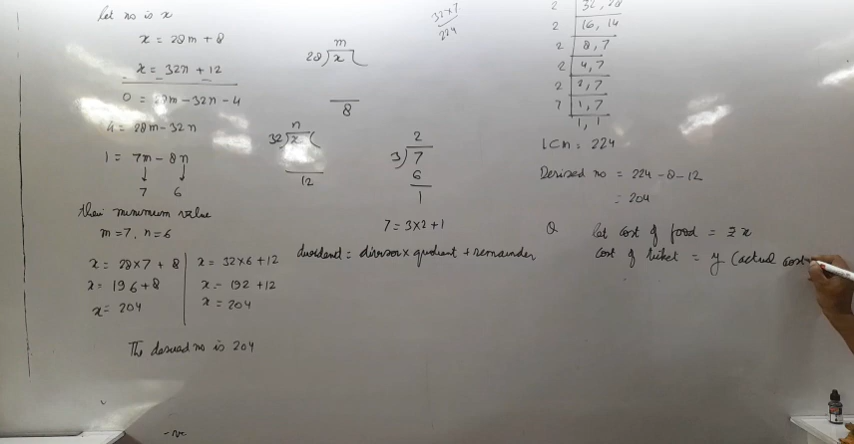 let no is x
x = 28m + 8
x = 32n + 12
- - -
0 = 28m - 32n - 4
4 = 28m - 32n
1 = 7m - 8n
↓ ↓
7 6
their minimum value
m = 7, n = 6
x = 28×7 + 8
x = 196 + 8
x = 204
x = 32×6 + 12
x = 192 + 12
x = 204
The desired no is 204
-ve
m
28) x
8
n
32) x
12
2
3) 7
6
1
7 = 3×2 + 1
dividend = divisor × quotient + remainder
32×7
224
2 32, 28
2 16, 14
2 8, 7
2 4, 7
2 2, 7
7 1, 7
1, 1
LCM = 224
Desired no = 224 - 8 - 12
= 204
Q let cost of food = ₹ x
cost of ticket = y (actual cost